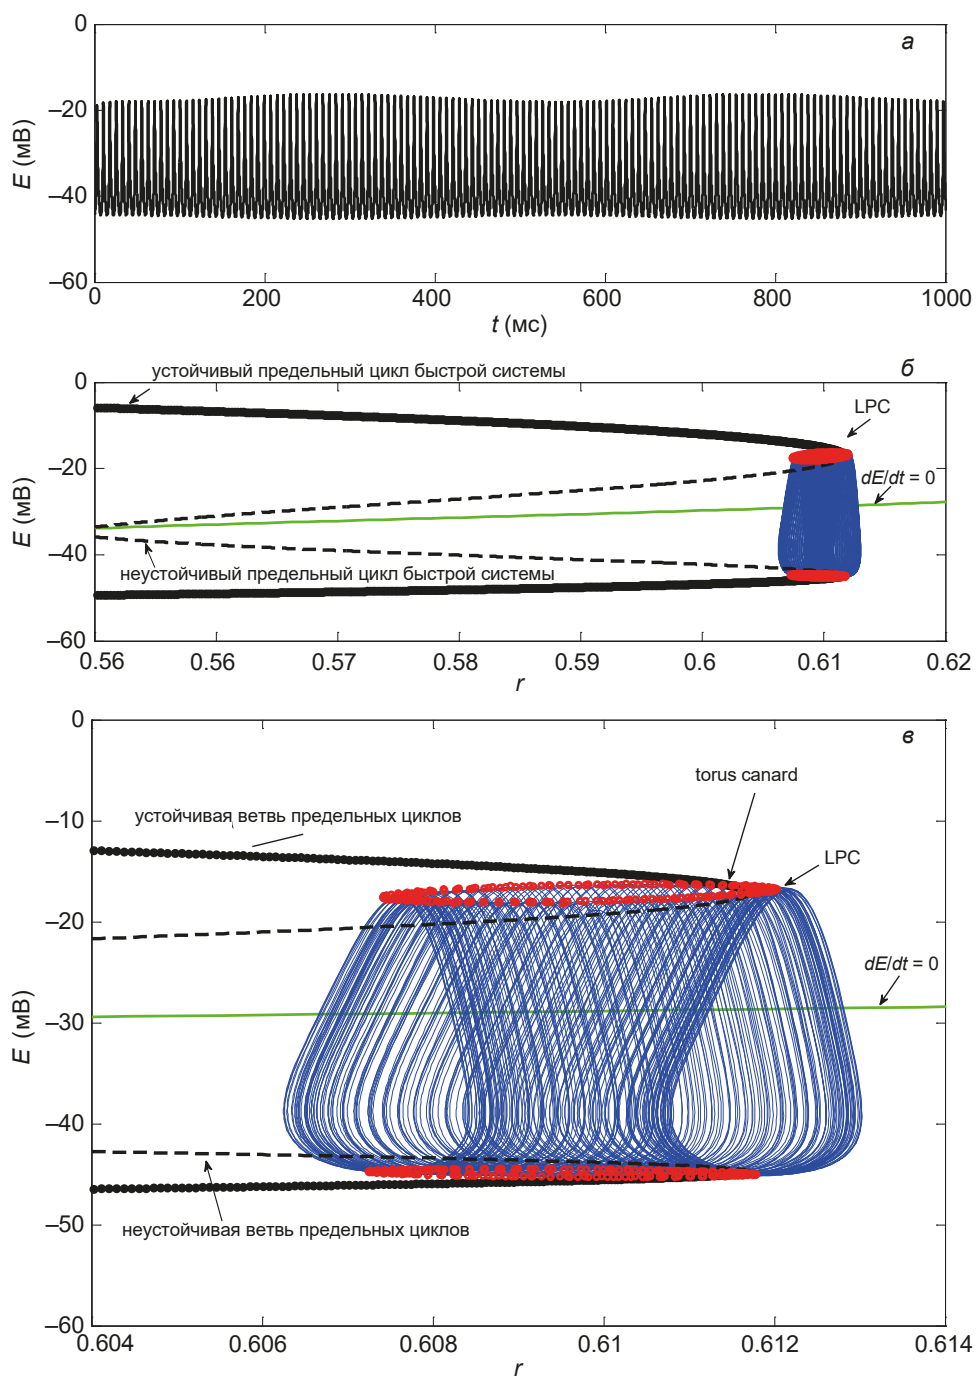 а
0
–20
–40
–60
E (мВ)
0
200
400
600
800
1000
t (мс)
б
устойчивый предельный цикл быстрой системы
LPC
0
–20
–40
–60
E (мВ)
dE/dt = 0
неустойчивый предельный цикл быстрой системы
0.56
0.56
0.57
0.58
0.59
0.6
0.61
0.62
r
в
0
–10
–20
–30
–40
–50
–60
E (мВ)
torus canard
устойчивая ветвь предельных циклов
LPC
dE/dt = 0
неустойчивая ветвь предельных циклов
0.604
0.606
0.608
0.61
0.612
0.614
r